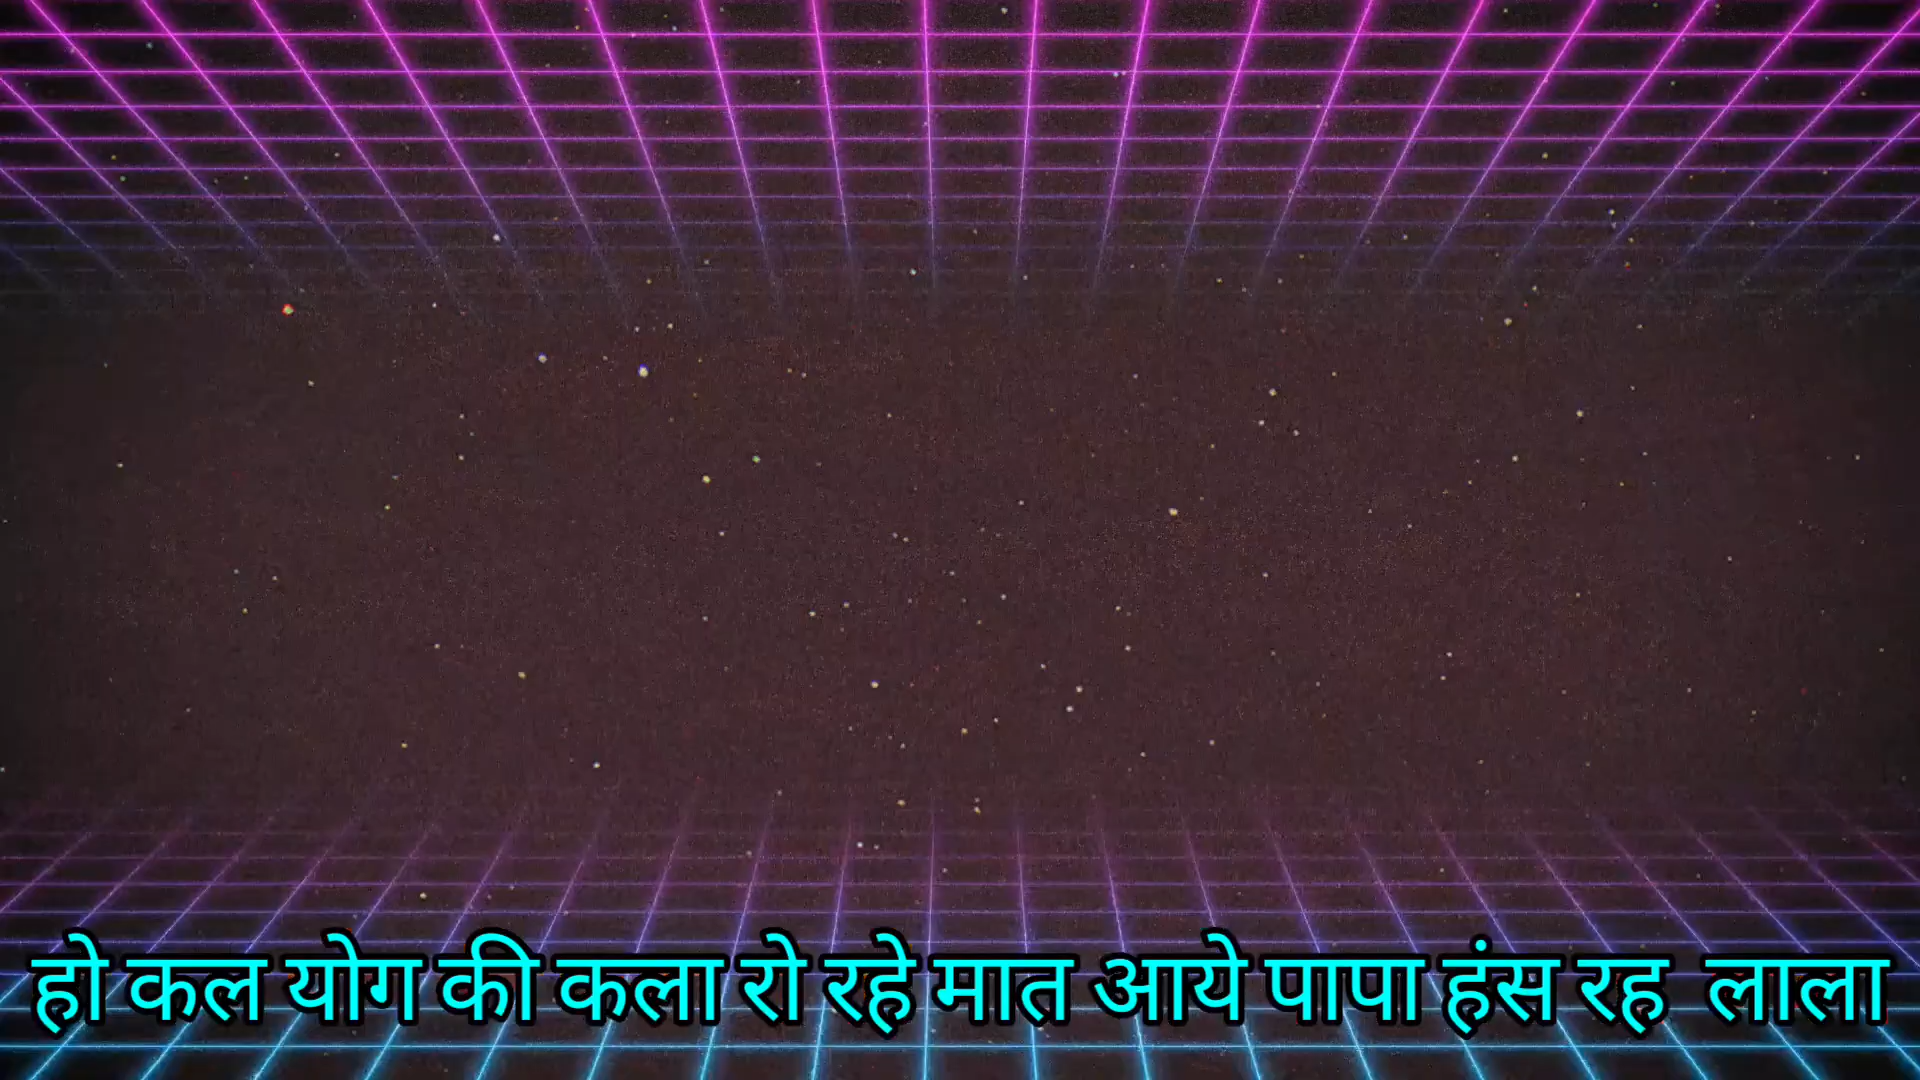 हो कल योग की कला रो रहे मात आये पापा हंस रह लाला